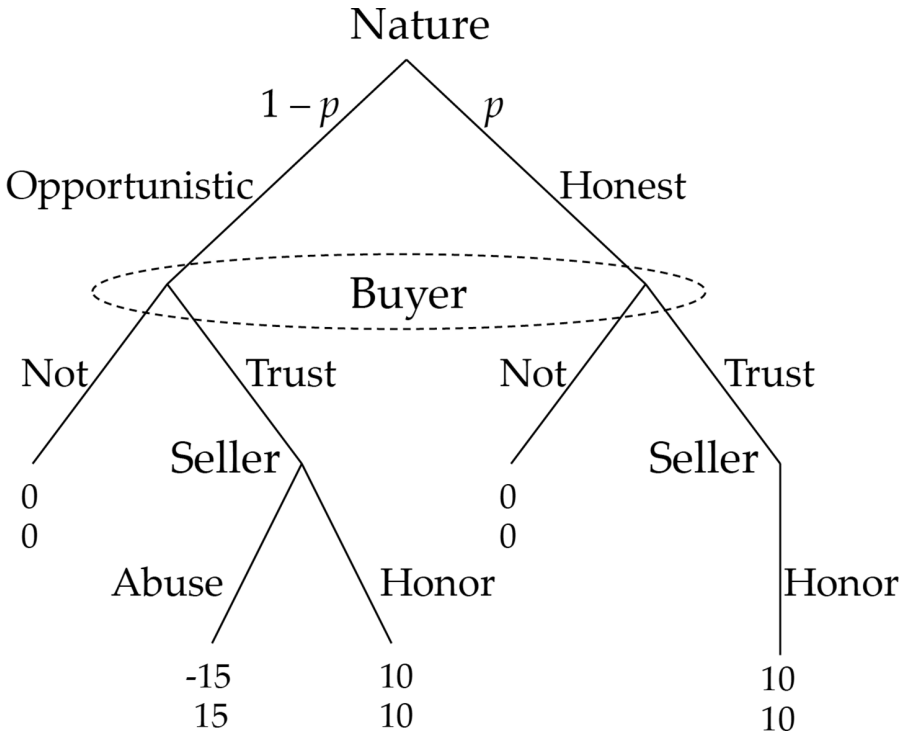 Nature
1 – p
p
Opportunistic
Honest
Buyer
Not
Trust
Not
Trust
Seller
Seller
0
0
0
0
Abuse
Honor
Honor
-15
15
10
10
10
10